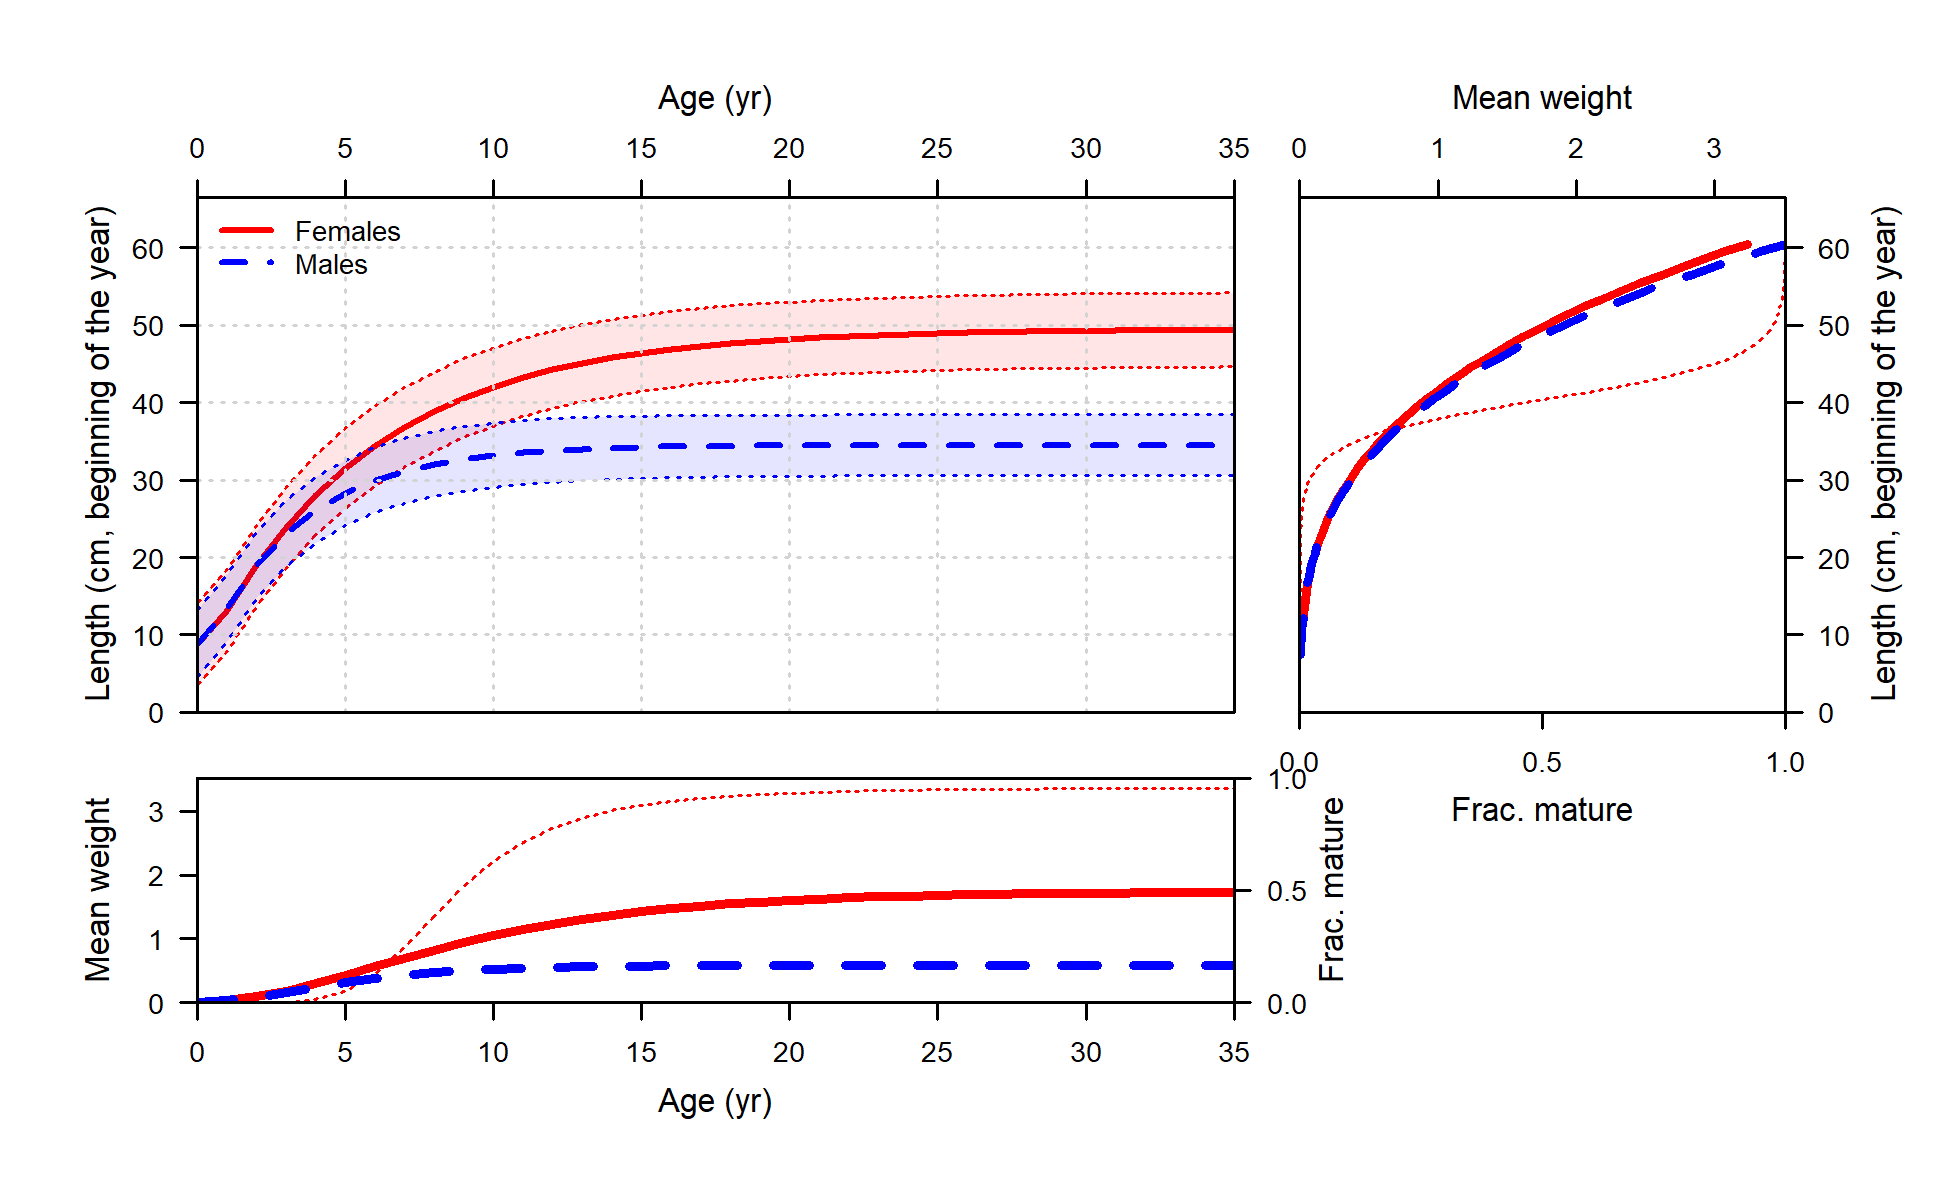 Age (yr)
0 5 10 15 20 25 30 35
Mean weight
0 1 2 3
Females
Males
Length (cm, beginning of the year)
60
50
40
30
20
10
0
60
50
40
30
20
10
0
Length (cm, beginning of the year)
0.0 0.5 1.0
Frac. mature
Mean weight
3
2
1
0
1.0
0.5
0.0
Frac. mature
0 5 10 15 20 25 30 35
Age (yr)